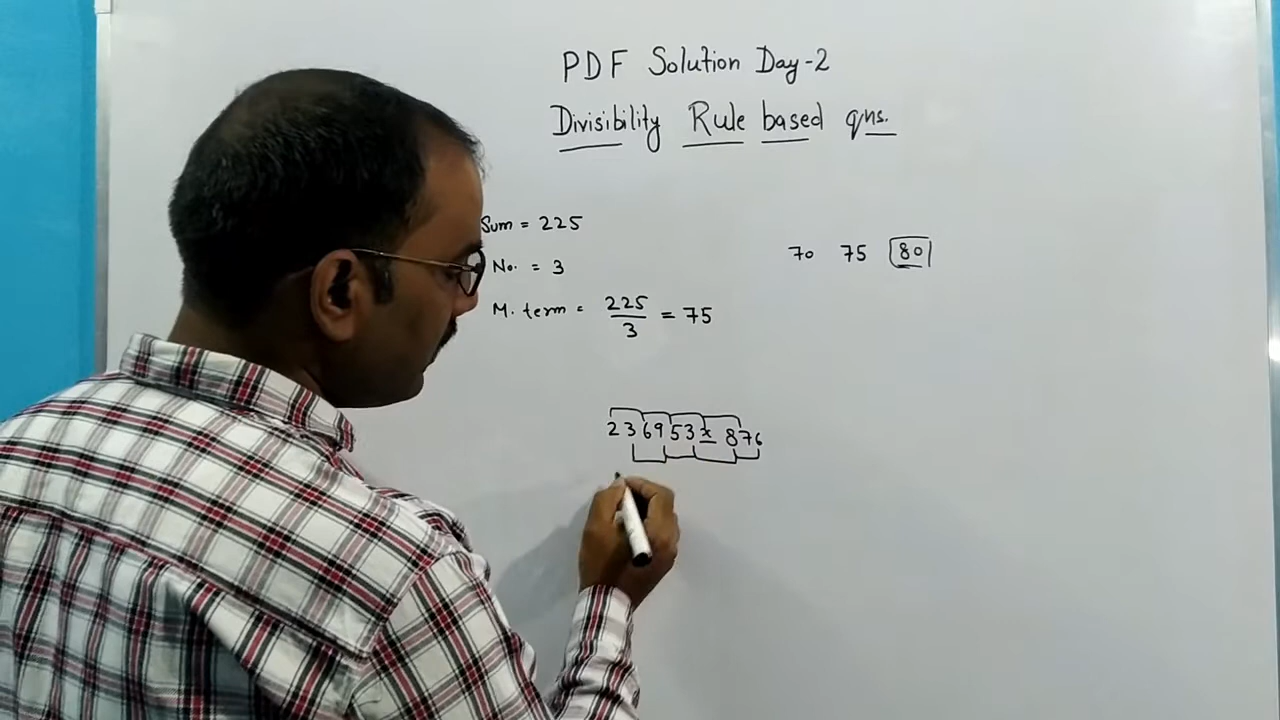 PDF Solution Day-2
Divisibility Rule based qns.
Sum = 225
70 75 80
No. = 3
M. term = 225/3 = 75
236953x876